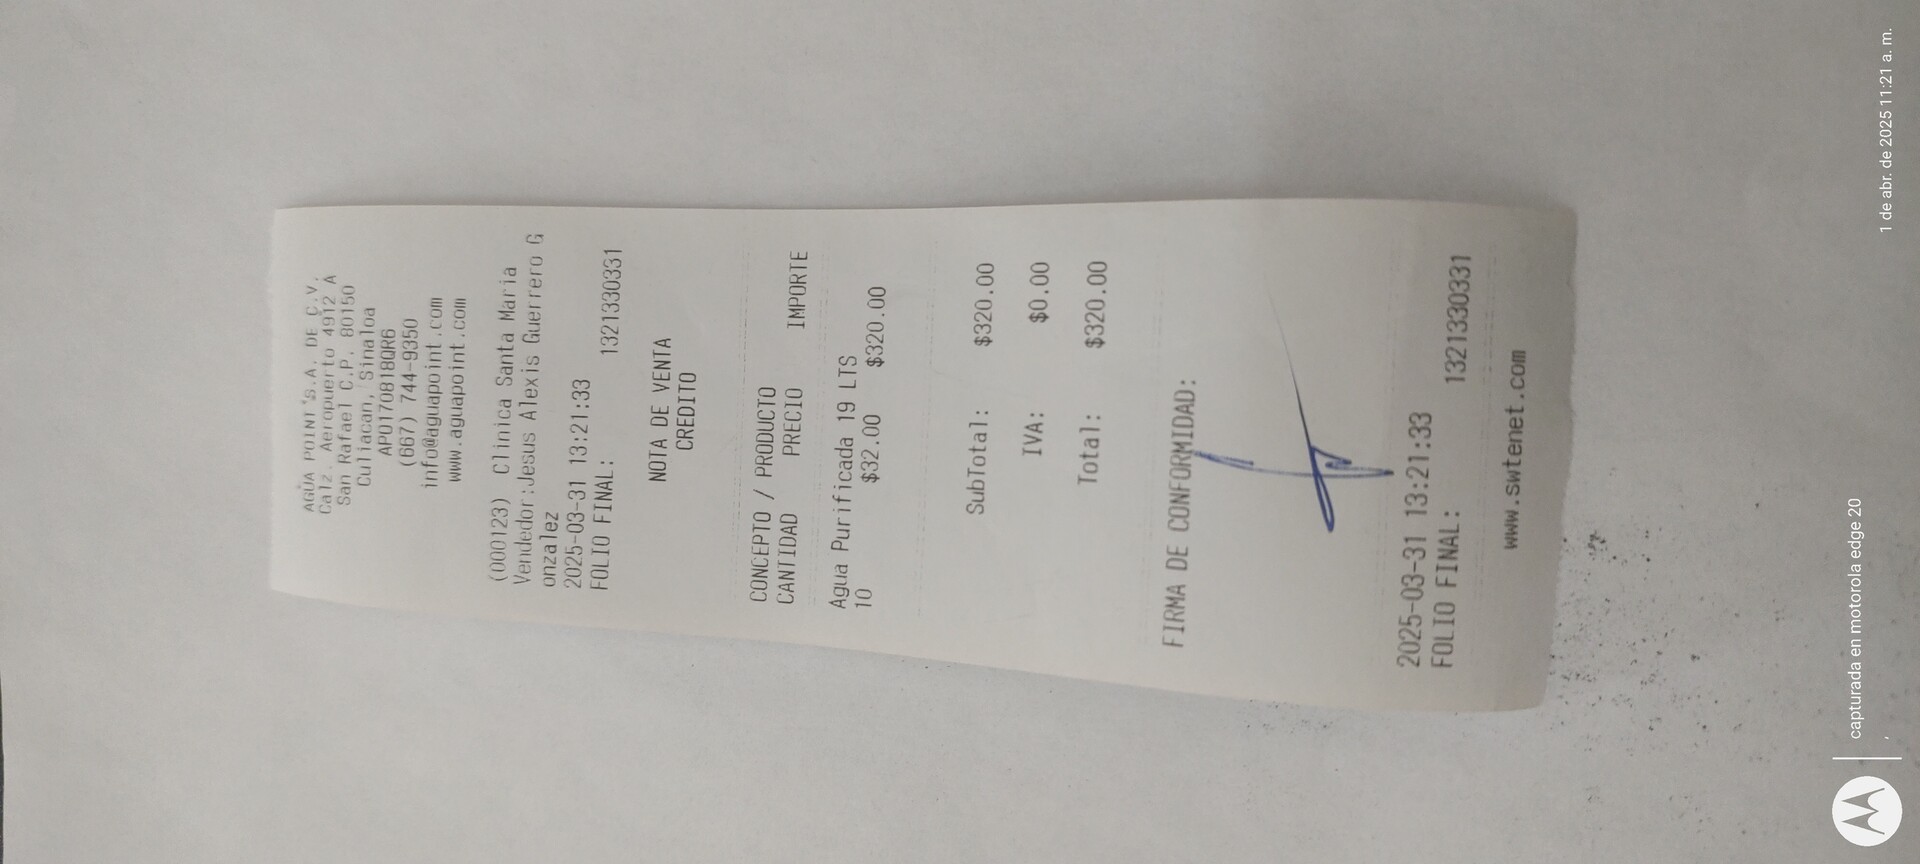 AGUA POINT S.A. DE C.V.
Calz. Aeropuerto 4912 A
San Rafael C.P. 80150
Culiacan, Sinaloa
APO170818QR6
(667) 744-9350
info@aguapoint.com
www.aguapoint.com
(000123) Clinica Santa Maria
Vendedor:Jesus Alexis Guerrero G
onzalez
2025-03-31 13:21:33
FOLIO FINAL: 1321330331
NOTA DE VENTA
CREDITO
CONCEPTO / PRODUCTO
CANTIDAD PRECIO IMPORTE
Agua Purificada 19 LTS
10 $32.00 $320.00
SubTotal: $320.00
IVA: $0.00
Total: $320.00
FIRMA DE CONFORMIDAD:
2025-03-31 13:21:33
FOLIO FINAL: 1321330331
www.swtenet.com
capturada en motorola edge 20
1 de abr. de 2025 11:21 a. m.